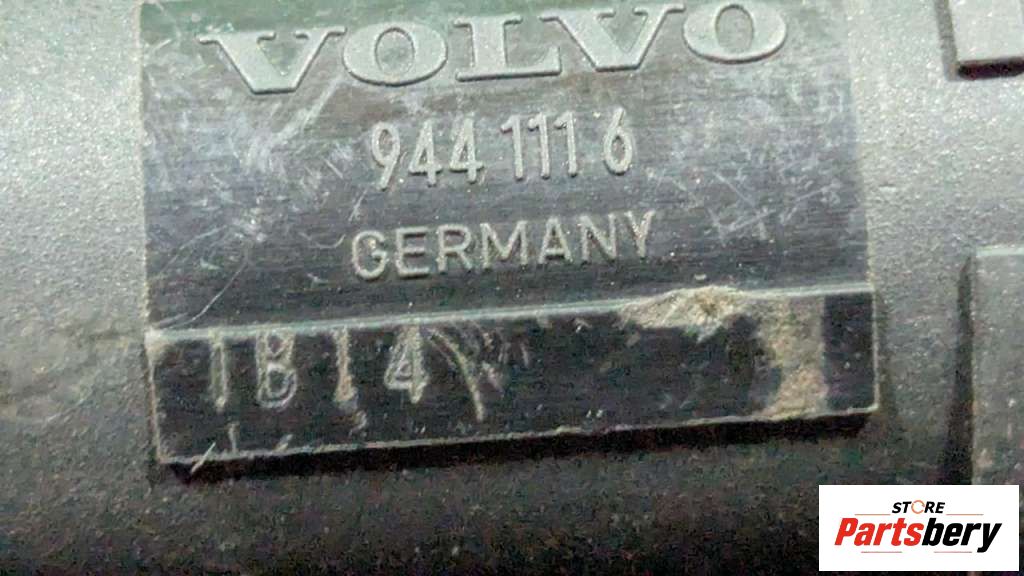 VOLVO
944 111 6
GERMANY
1B14
STORE
Partsbery